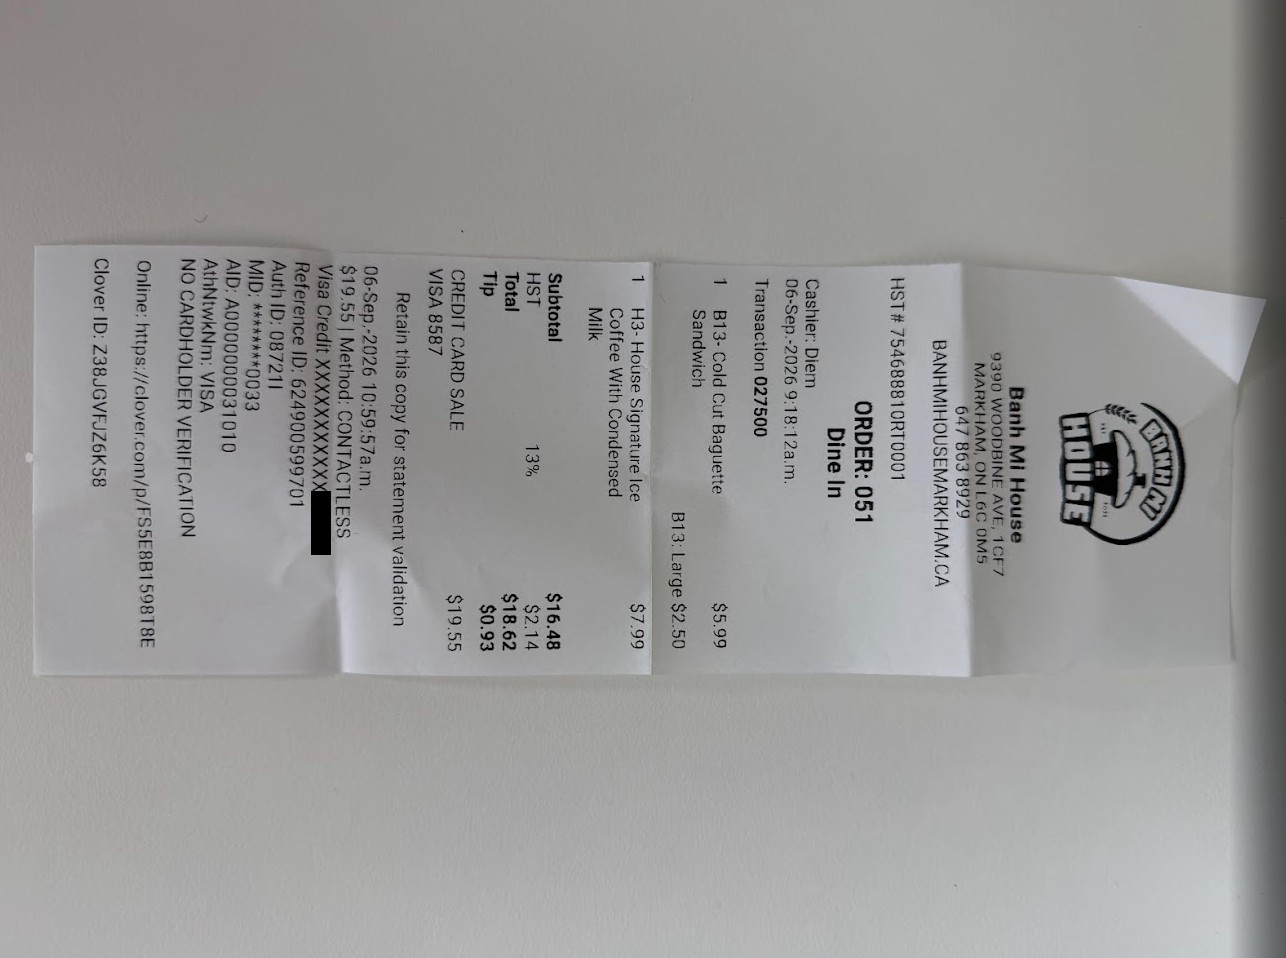 BANH MI
HOUSE
Banh Mi House
9390 WOODBINE AVE, 1CF7
MARKHAM, ON L6C 0M5
647 863 8929
BANHMIHOUSEMARKHAM.CA
HST# 754688810RT0001
ORDER: 051
Dine In
Cashier: Diem
06-Sep.-2026 9:18:12a.m.
Transaction 027500
1 B13- Cold Cut Baguette $5.99
Sandwich
B13: Large $2.50
1 H3- House Signature Ice $7.99
Coffee With Condensed
Milk
Subtotal $16.48
HST 13% $2.14
Total $18.62
Tip $0.93
CREDIT CARD SALE $19.55
VISA 8587
Retain this copy for statement validation
06-Sep.-2026 10:59:57a.m.
$19.55 | Method: CONTACTLESS
Visa Credit XXXXXXXXXXXX
Reference ID: 624900599701
Auth ID: 08721I
MID: ********0033
AID: A0000000031010
AthNtwkNm: VISA
NO CARDHOLDER VERIFICATION
Online: https://clover.com/p/FS5E8B1598T8E
Clover ID: Z38JGVFJZ6K58